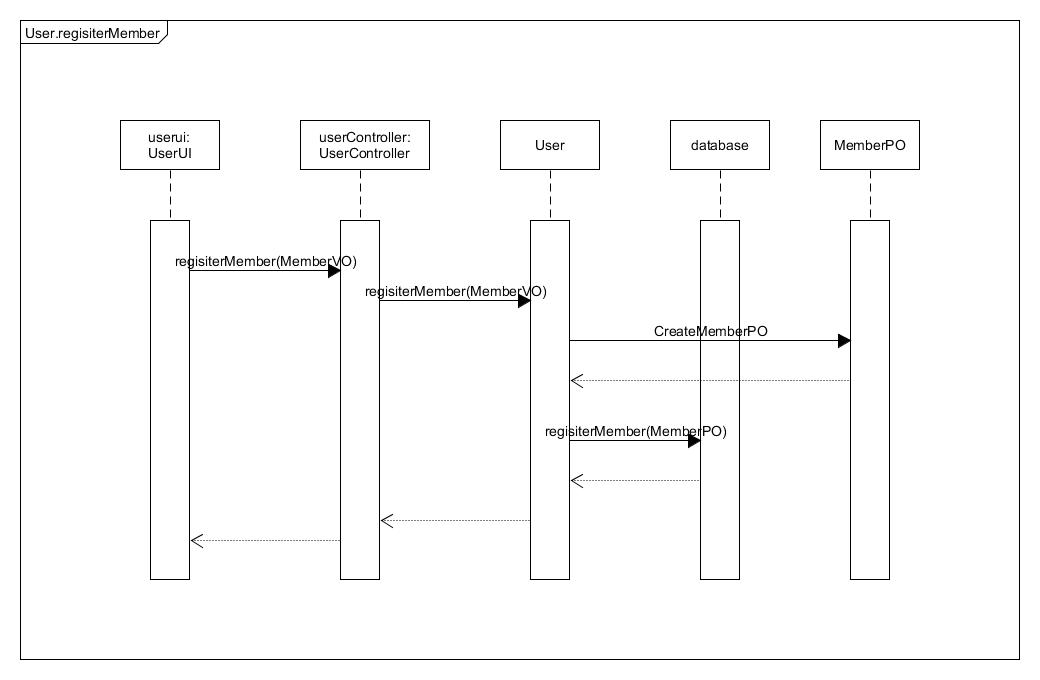 User.regisiterMember
userui:
UserUI
userController:
UserController
User
database
MemberPO
regisiterMember(MemberVO)
regisiterMember(MemberVO)
CreateMemberPO
regisiterMember(MemberPO)